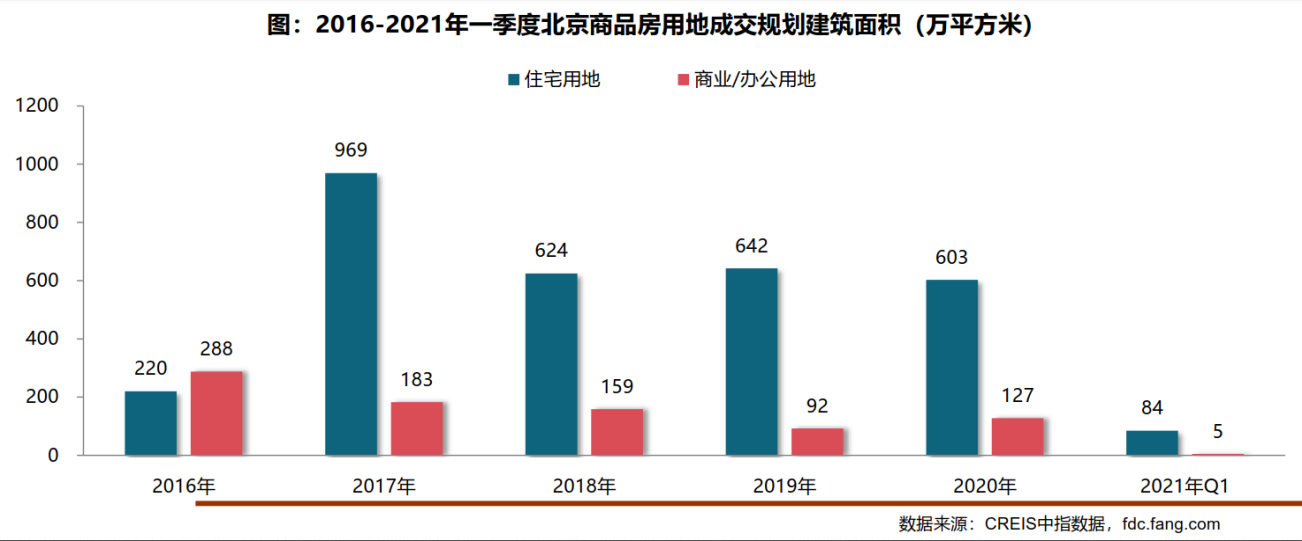 图：2016-2021年一季度北京商品房用地成交规划建筑面积（万平方米）
住宅用地 商业/办公用地
1200
1000
800
600
400
200
0
220 288 969 183 624 159 642 92 603 127 84 5
2016年 2017年 2018年 2019年 2020年 2021年Q1
数据来源：CREIS中指数据，fdc.fang.com